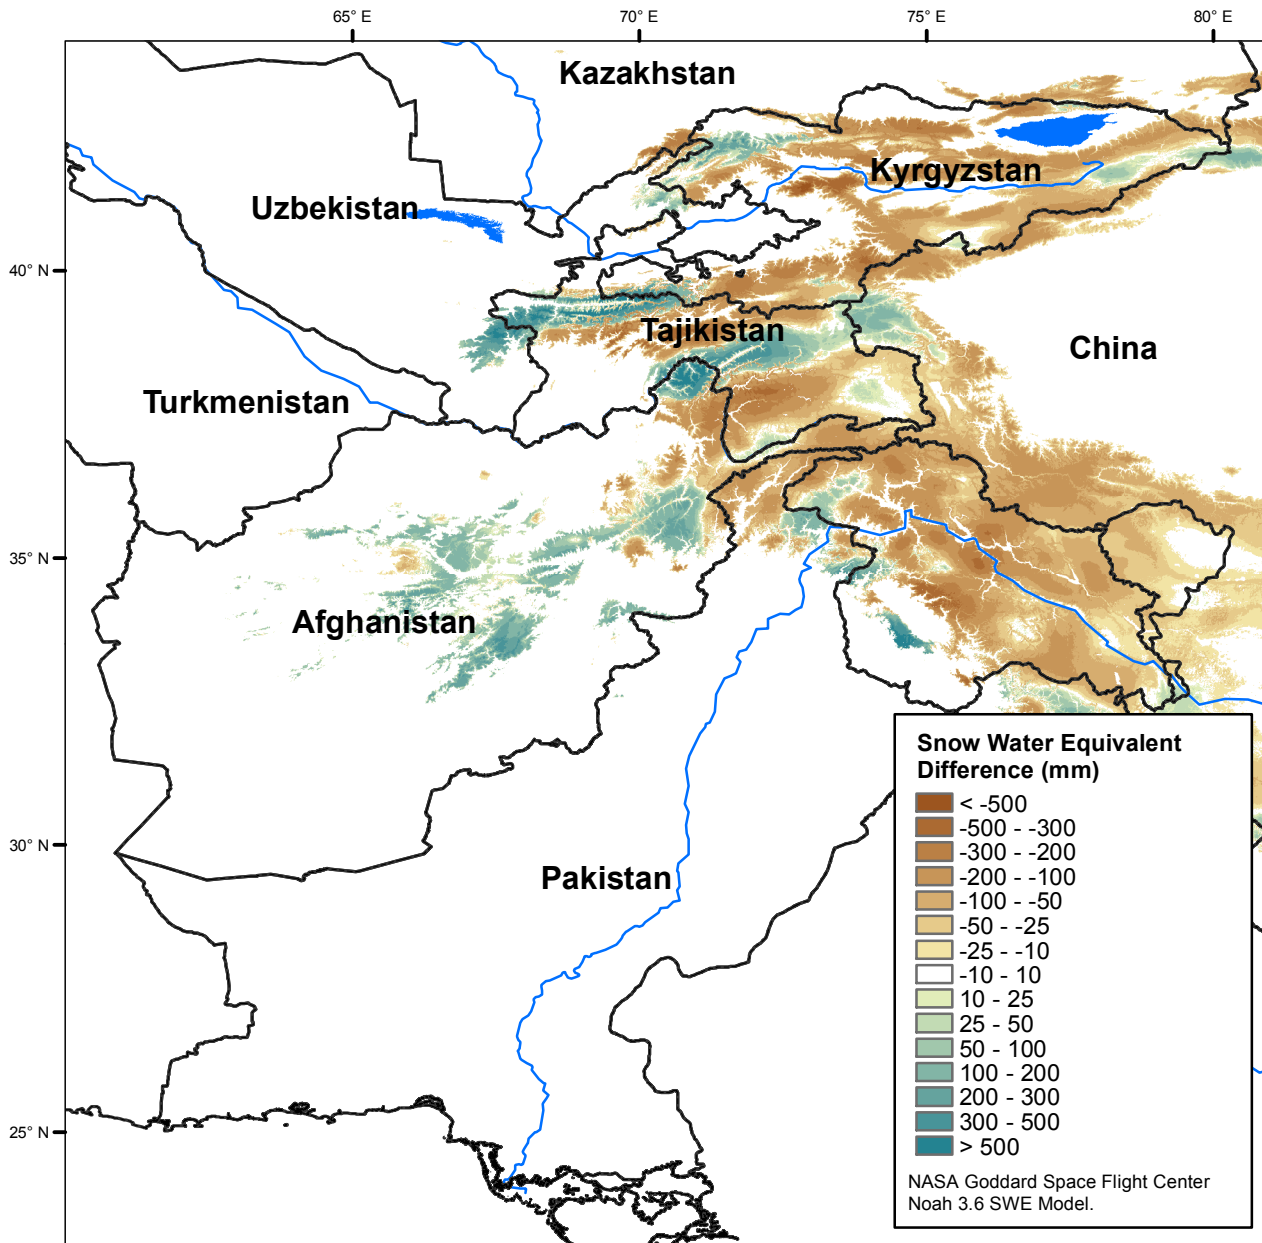 65° E
70° E
75° E
80° E
Kazakhstan
Kyrgyzstan
Uzbekistan
40° N
Tajikistan
China
Turkmenistan
35° N
Afghanistan
30° N
Pakistan
25° N
Snow Water Equivalent
Difference (mm)
< -500
-500 - -300
-300 - -200
-200 - -100
-100 - -50
-50 - -25
-25 - -10
-10 - 10
10 - 25
25 - 50
50 - 100
100 - 200
200 - 300
300 - 500
> 500
NASA Goddard Space Flight Center
Noah 3.6 SWE Model.